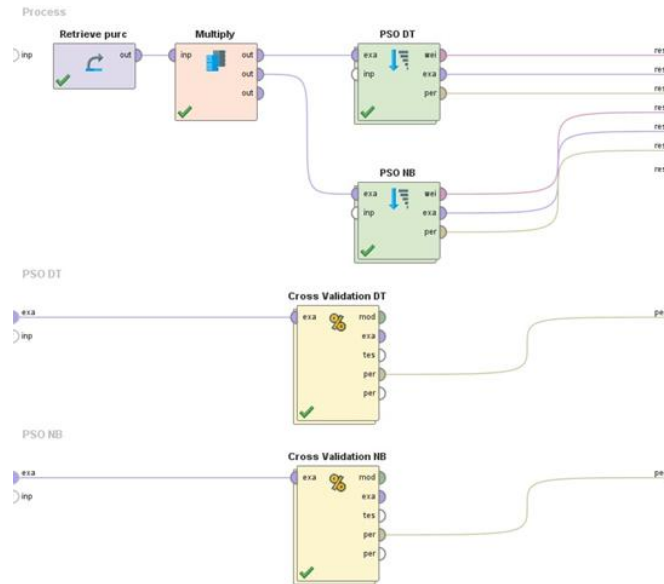 Process
Retrieve purc
Multiply
PSO DT
inp
out
inp
out
exa
wei
res
out
inp
exa
res
out
per
res
res
res
PSO NB
res
exa
wei
res
inp
exa
per
PSO DT
Cross Validation DT
exa
exa
mod
pe
inp
exa
tes
per
per
PSO NB
Cross Validation NB
exa
exa
mod
pe
inp
exa
tes
per
per